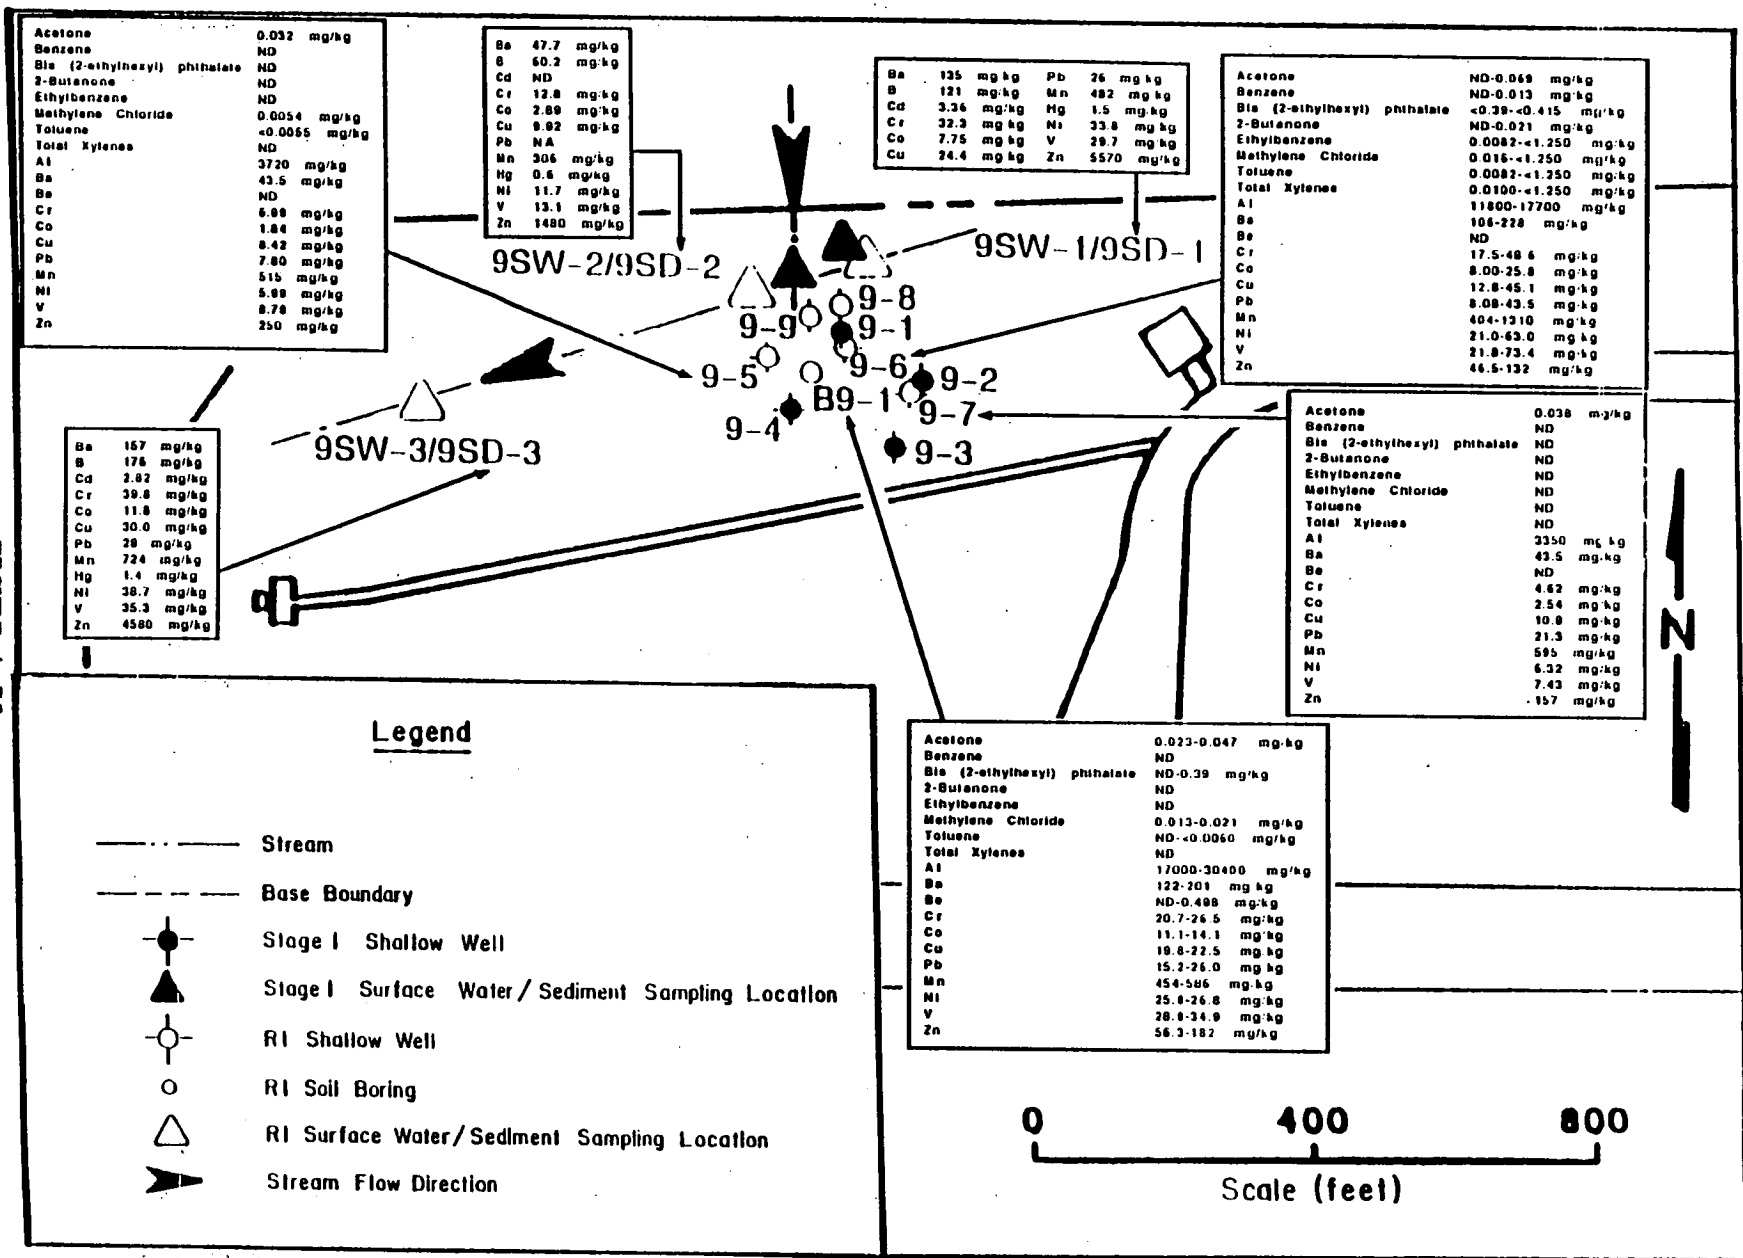 Acetone 0.032 mg/kg
Benzene ND
Bis (2-ethylhexyl) phthalate ND
2-Butanone ND
Ethylbenzene ND
Methylene Chloride 0.0054 mg/kg
Toluene <0.0055 mg/kg
Total Xylenes ND
Al 3720 mg/kg
Ba 43.5 mg/kg
Be ND
Cr mg/kg
Co 1.84 mg/kg
Cu 8.42 mg/kg
Pb 7.80 mg/kg
Mn 515 mg/kg
Ni mg/kg
V 8.78 mg/kg
Zn 250 mg/kg
Ba 47.7 mg/kg
B 60.2 mg/kg
Cd ND
Cr 12.8 mg/kg
Co 2.89 mg/kg
Cu 9.92 mg/kg
Pb NA
Mn 306 mg/kg
Hg 0.6 mg/kg
Ni 11.7 mg/kg
V 13.1 mg/kg
Zn 1480 mg/kg
Ba 135 mg kg Pb 26 mg kg
B 121 mg/kg Mn 482 mg kg
Cd 3.36 mg/kg Hg 1.5 mg.kg
Cr 32.3 mg/kg Ni 33.8 mg kg
Co 7.75 mg/kg V 29.7 mg/kg
Cu 24.4 mg kg Zn 5570 mg/kg
Acetone ND-0.069 mg/kg
Benzene ND-0.013 mg/kg
Bis (2-ethylhexyl) phthalate <0.39-<0.415 mg/kg
2-Butanone ND-0.021 mg/kg
Ethylbenzene 0.0082-<1.250 mg/kg
Methylene Chloride 0.016-<1.250 mg/kg
Toluene 0.0082-<1.250 mg/kg
Total Xylenes 0.0100-<1.250 mg/kg
Al 11800-17700 mg/kg
Ba 106-228 mg/kg
Be ND
Cr 17.5-48.6 mg/kg
Co 8.00-25.8 mg/kg
Cu 12.8-45.1 mg/kg
Pb 8.08-43.5 mg/kg
Mn 404-1310 mg/kg
Ni 21.0-63.0 mg/kg
V 21.8-73.4 mg/kg
Zn 46.5-132 mg/kg
9SW-2/9SD-2
9SW-1/9SD-1
9-8
9-9
9-1
9-5
9-6
9-2
B9-1
9-7
9-4
9-3
9SW-3/9SD-3
Ba 167 mg/kg
B 176 mg/kg
Cd 2.82 mg/kg
Cr 39.8 mg/kg
Co 11.8 mg/kg
Cu 30.0 mg/kg
Pb 28 mg/kg
Mn 724 mg/kg
Hg 1.4 mg/kg
Ni 38.7 mg/kg
V 35.3 mg/kg
Zn 4580 mg/kg
Acetone 0.038 mg/kg
Benzene ND
Bis (2-ethylhexyl) phthalate ND
2-Butanone ND
Ethylbenzene ND
Methylene Chloride ND
Toluene ND
Total Xylenes ND
Al 3350 mg kg
Ba 43.5 mg.kg
Be ND
Cr 4.62 mg/kg
Co 2.54 mg/kg
Cu 10.8 mg/kg
Pb 21.3 mg/kg
Mn 595 mg/kg
Ni 6.32 mg/kg
V 7.43 mg/kg
Zn 157 mg/kg
N
Acetone 0.023-0.047 mg/kg
Benzene ND
Bis (2-ethylhexyl) phthalate ND-0.39 mg/kg
2-Butanone ND
Ethylbenzene ND
Methylene Chloride 0.013-0.021 mg/kg
Toluene ND-<0.0060 mg/kg
Total Xylenes ND
Al 17000-30400 mg/kg
Ba 122-201 mg kg
Be ND-0.498 mg/kg
Cr 20.7-26.5 mg/kg
Co 11.1-14.1 mg/kg
Cu 19.8-22.5 mg/kg
Pb 15.2-26.0 mg kg
Mn 454-586 mg/kg
Ni 25.8-26.8 mg/kg
V 28.8-34.9 mg/kg
Zn 56.3-182 mg/kg
Legend
Stream
Base Boundary
Stage I Shallow Well
Stage I Surface Water/Sediment Sampling Location
RI Shallow Well
RI Soil Boring
RI Surface Water/Sediment Sampling Location
Stream Flow Direction
0 400 800
Scale (feet)